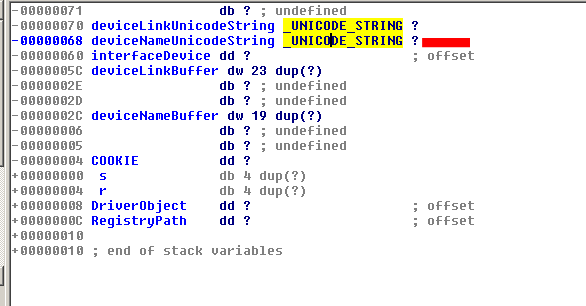 -00000071 db ? ; undefined
-00000070 deviceLinkUnicodeString _UNICODE_STRING ?
-00000068 deviceNameUnicodeString _UNICODE_STRING ?
-00000060 interfaceDevice dd ? ; offset
-0000005C deviceLinkBuffer dw 23 dup(?)
-0000002E db ? ; undefined
-0000002D db ? ; undefined
-0000002C deviceNameBuffer dw 19 dup(?)
-00000006 db ? ; undefined
-00000005 db ? ; undefined
-00000004 COOKIE dd ?
+00000000 s db 4 dup(?)
+00000004 r db 4 dup(?)
+00000008 DriverObject dd ? ; offset
+0000000C RegistryPath dd ? ; offset
+00000010
+00000010 ; end of stack variables